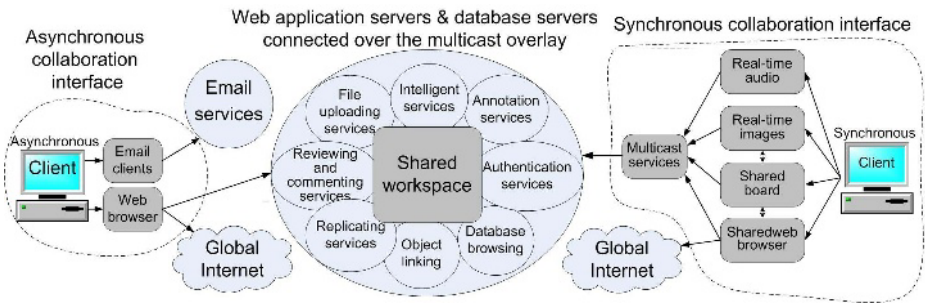 Asynchronous
collaboration
interface
Asynchronous
Client
Email
clients
Web
browser
Email
services
Global
Internet
Web application servers & database servers
connected over the multicast overlay
File
uploading
services
Intelligent
services
Annotation
services
Reviewing
and
commenting
services
Shared
workspace
Authentication
services
Replicating
services
Object
linking
Database
browsing
Synchronous collaboration interface
Real-time
audio
Real-time
images
Multicast
services
Shared
board
Sharedweb
browser
Synchronous
Client
Global
Internet